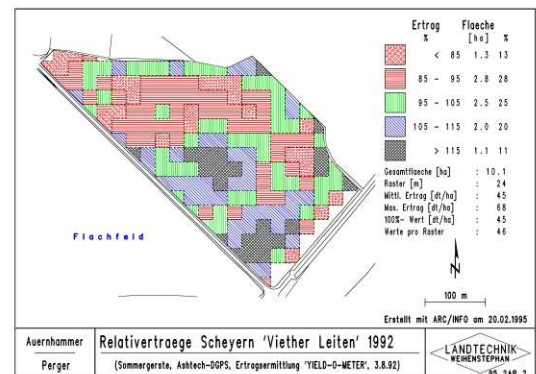 Ertrag Flaeche
% [ha] %
< 85 1.3 13
85 - 95 2.8 28
95 - 105 2.5 25
105 - 115 2.0 20
> 115 1.1 11
Gesamtflaeche [ha] : 10.1
Raster [m] : 24
Mittl. Ertrag [dt/ha] : 45
Max. Ertrag [dt/ha] : 68
100%- Wert [dt/ha] : 45
Werte pro Raster : 46
Flachfeld
N
100 m
Erstellt mit ARC/INFO am 20.02.1995
Auernhammer
Perger
Relativertraege Scheyern 'Viether Leiten' 1992
(Sommergerste, Ashtech-DGPS, Ertragsermittlung 'YIELD-O-METER', 3.8.92)
LANDTECHNIK
WEIHENSTEPHAN